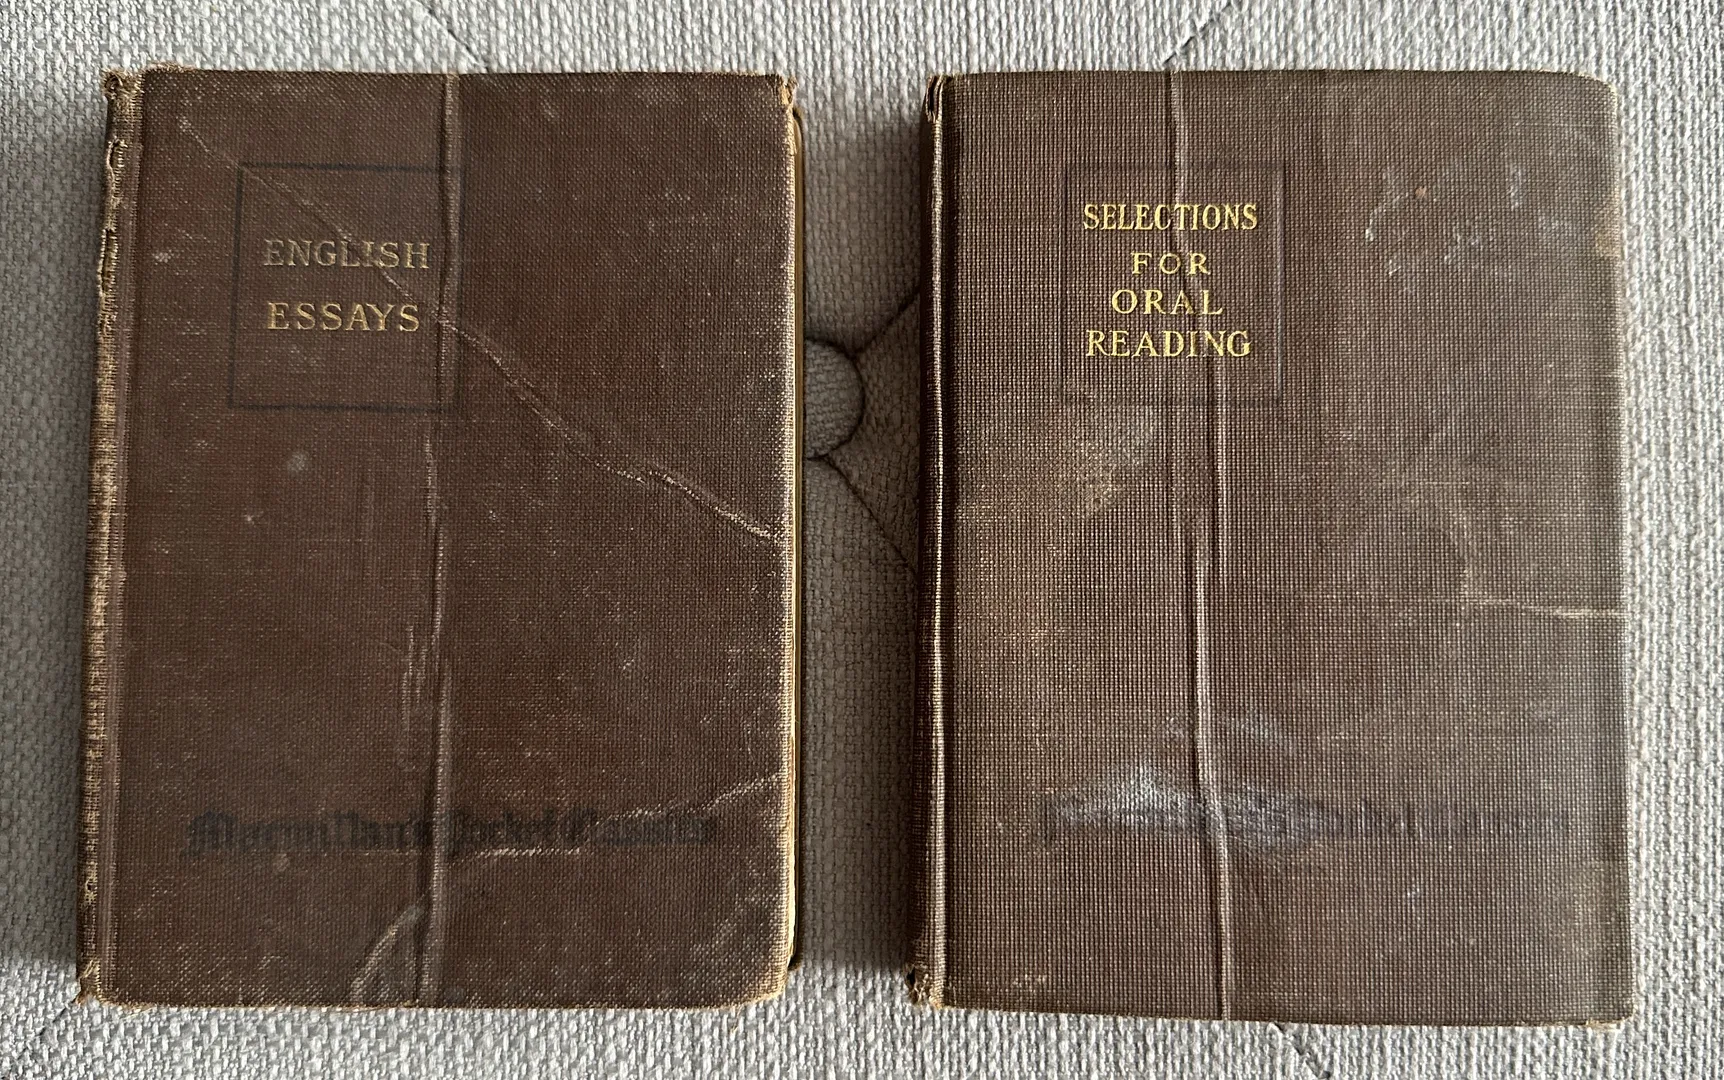 ENGLISH
ESSAYS
Macmillan's Pocket Classics
SELECTIONS
FOR
ORAL
READING